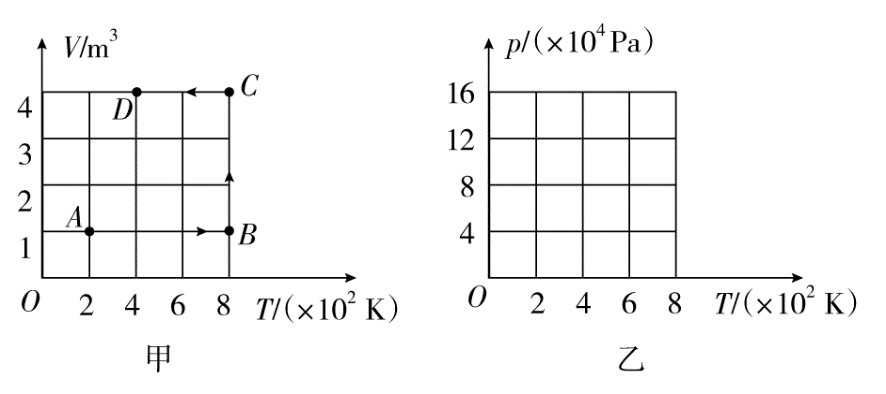 V/m³
4
3
2
1
A
B
C
D
O
2 4 6 8 T/(×10² K)
甲
p/(×10⁴ Pa)
16
12
8
4
O
2 4 6 8 T/(×10² K)
乙